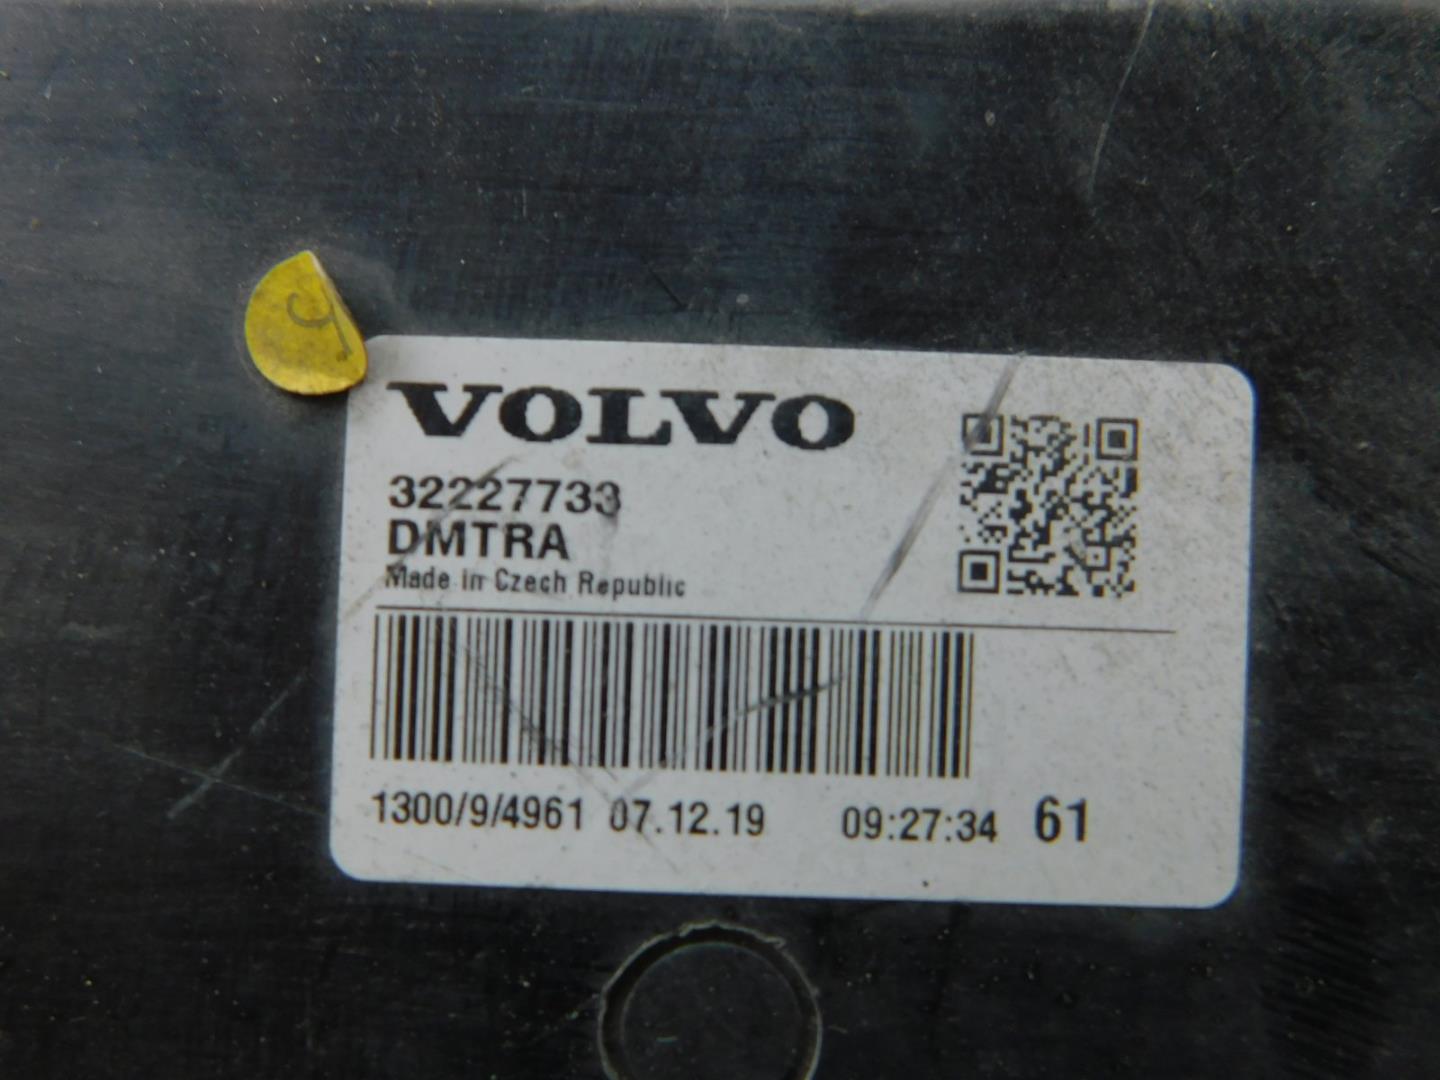 VOLVO
32227733
DMTRA
Made in Czech Republic
1300/9/4961 07.12.19 09:27:34 61